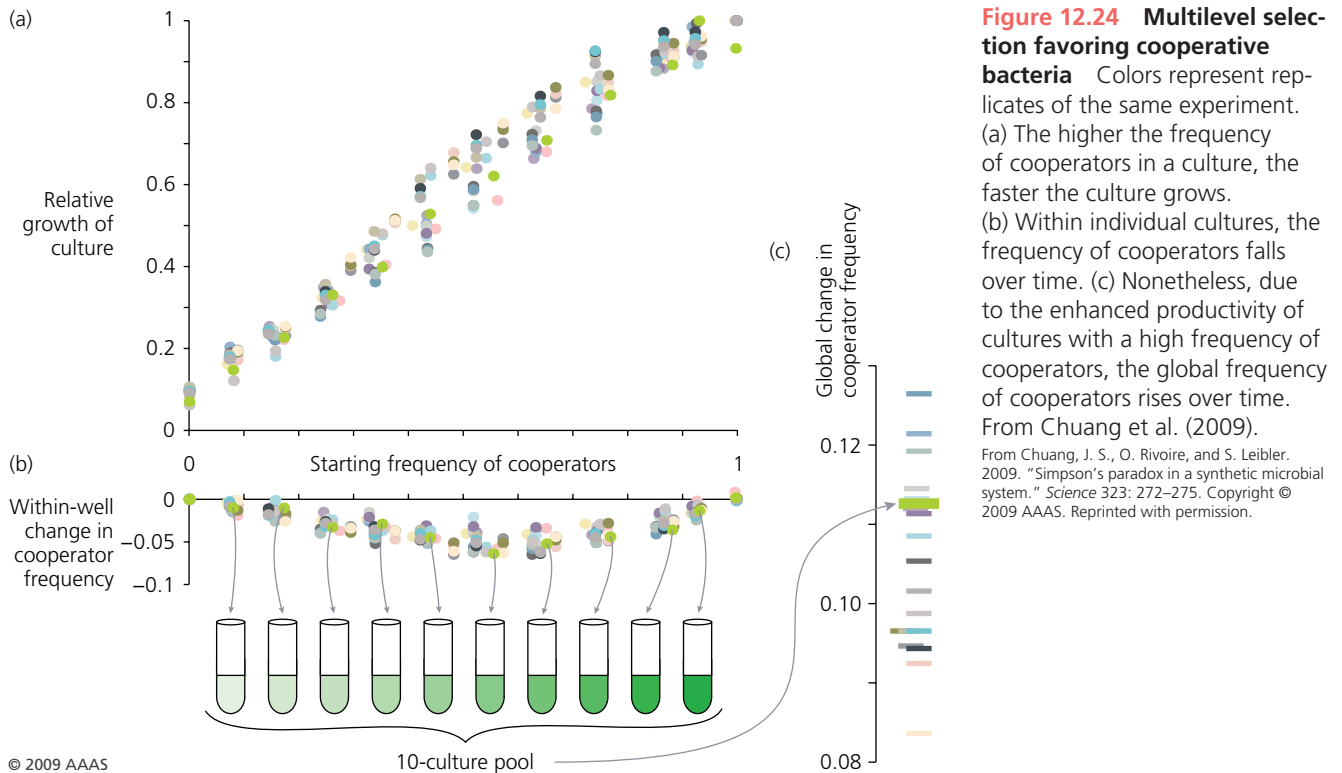 (a)
1
0.8
0.6
0.4
0.2
0
Relative
growth of
culture
(b)
0
Starting frequency of cooperators
1
Within-well
change in
cooperator
frequency
0
−0.05
−0.1
10-culture pool
© 2009 AAAS
(c)
Global change in
cooperator frequency
0.12
0.10
0.08
Figure 12.24 Multilevel selec-
tion favoring cooperative
bacteria Colors represent rep-
licates of the same experiment.
(a) The higher the frequency
of cooperators in a culture, the
faster the culture grows.
(b) Within individual cultures, the
frequency of cooperators falls
over time. (c) Nonetheless, due
to the enhanced productivity of
cultures with a high frequency of
cooperators, the global frequency
of cooperators rises over time.
From Chuang et al. (2009).
From Chuang, J. S., O. Rivoire, and S. Leibler.
2009. “Simpson’s paradox in a synthetic microbial
system.” Science 323: 272–275. Copyright ©
2009 AAAS. Reprinted with permission.